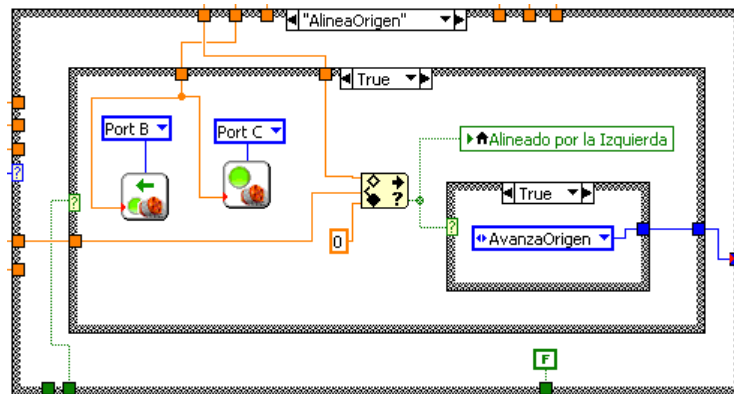 "AlineaOrigen"
True
Port B
Port C
Alineado por la Izquierda
?
?
?
True
?
0
AvanzaOrigen
F